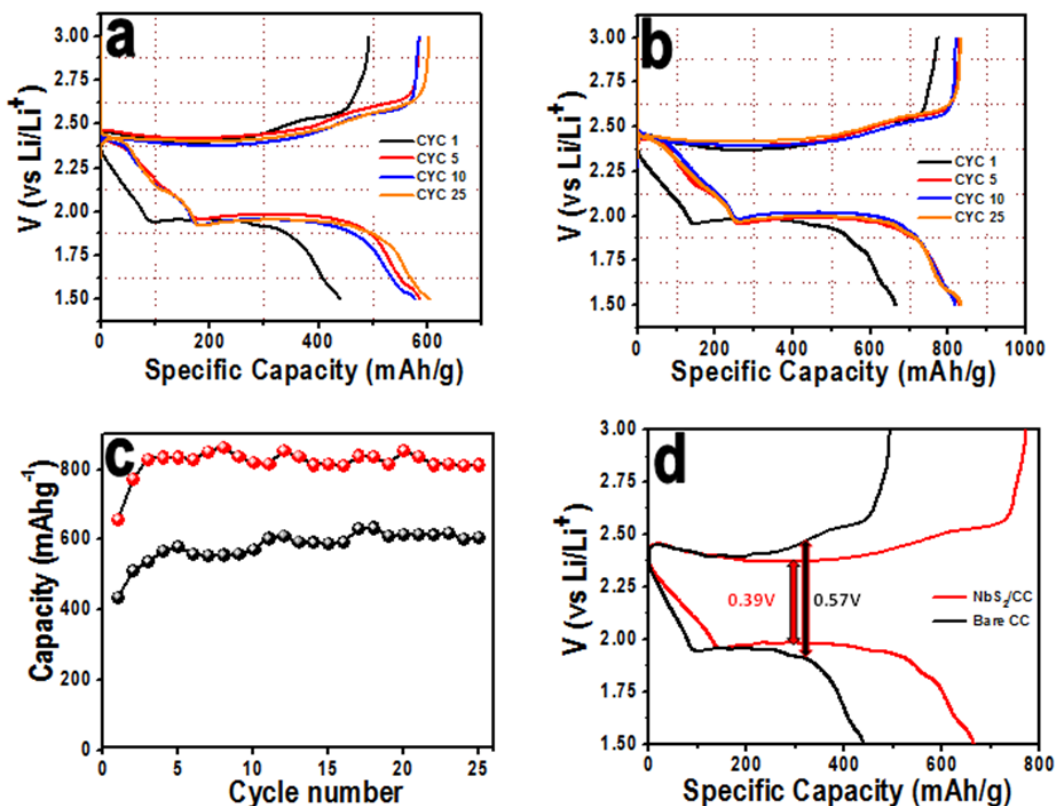 a
3.00
2.75
2.50
2.25
2.00
1.75
1.50
V (vs Li/Li⁺)
CYC 1
CYC 5
CYC 10
CYC 25
0 200 400 600
Specific Capacity (mAh/g)
b
3.00
2.75
2.50
2.25
2.00
1.75
1.50
V (vs Li/Li⁺)
CYC 1
CYC 5
CYC 10
CYC 25
0 200 400 600 800 1000
Specific Capacity (mAh/g)
c
800
600
400
200
0
Capacity (mAhg⁻¹)
0 5 10 15 20 25
Cycle number
d
3.00
2.75
2.50
2.25
2.00
1.75
1.50
V (vs Li/Li⁺)
0.39V 0.57V
NbS₂/CC
Bare CC
0 200 400 600 800
Specific Capacity (mAh/g)